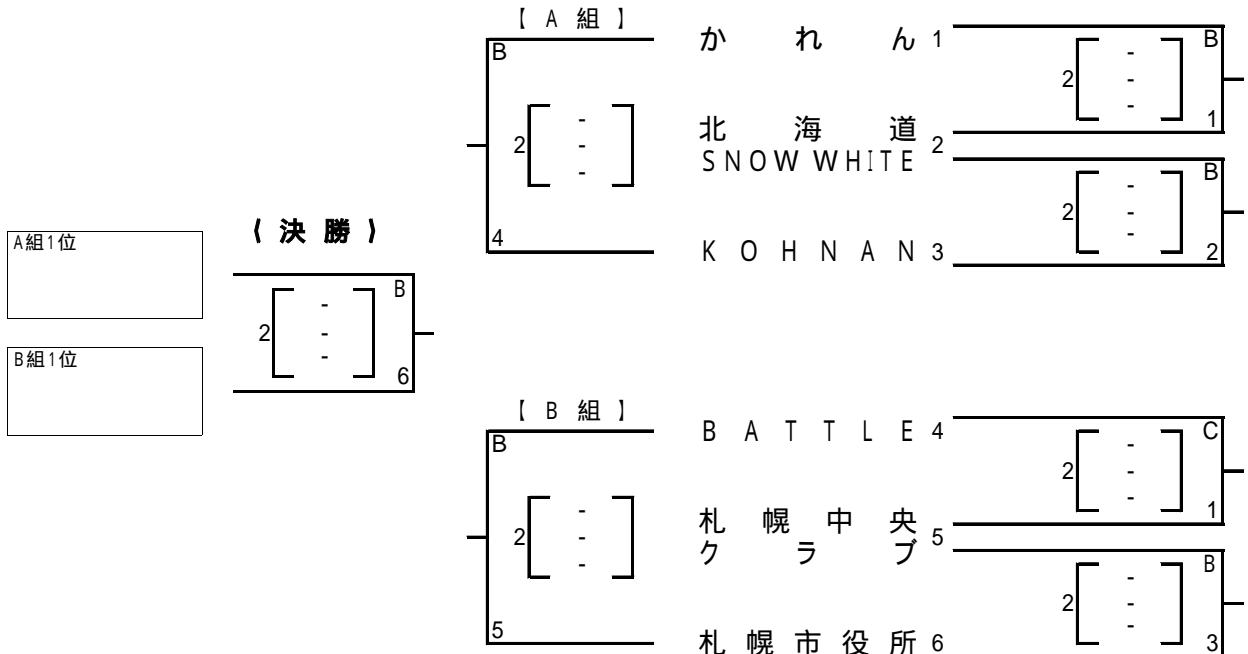 【 A 組 】
B
2
-
-
-
4
か れ ん 1
北 海 道
SNOW WHITE 2
KOHNAN 3
2
-
-
-
B
1
2
-
-
-
B
2
A組1位
B組1位
《 決 勝 》
2
-
-
-
B
6
【 B 組 】
B
2
-
-
-
5
BATTLE 4
札 幌 中 央
ク ラ ブ 5
札 幌 市 役 所 6
2
-
-
-
C
1
2
-
-
-
B
3